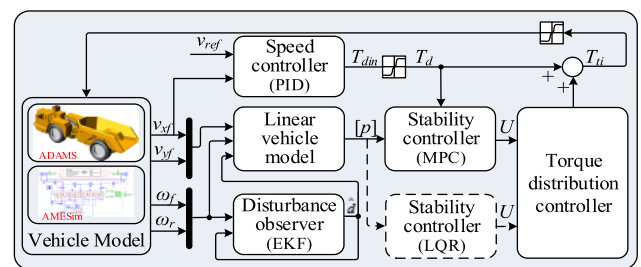 v_ref
Speed
controller
(PID)
T_din
T_d
T_ti
+
+
ADAMS
v_xf
v_yf
Linear
vehicle
model
[p]
Stability
controller
(MPC)
U
Torque
distribution
controller
AMESim
ω_f
ω_r
Vehicle Model
Disturbance
observer
(EKF)
Stability
controller
(LQR)
U